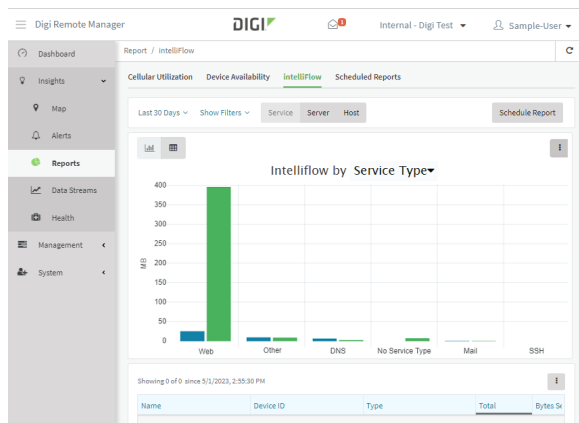 Digi Remote Manager
DIGI
1
Internal - Digi Test
Sample-User
Dashboard
Insights
Map
Alerts
Reports
Data Streams
Health
Management
System
Report / intelliFlow
Cellular Utilization Device Availability intelliFlow Scheduled Reports
Last 30 Days Show Filters Service Server Host Schedule Report
Intelliflow by Service Type
400
350
300
250
200
150
100
50
0
MB
Web Other DNS No Service Type Mail SSH
Showing 0 of 0 since 5/1/2023, 2:55:30 PM
Name Device ID Type Total Bytes Se